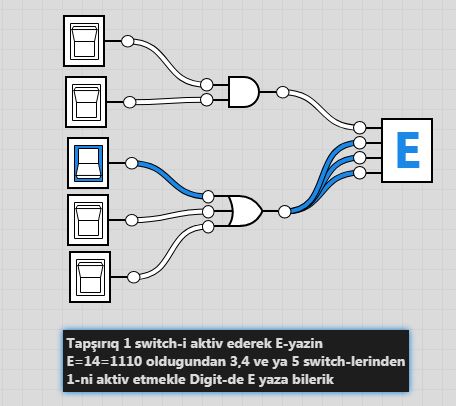 E
Tapşırıq 1 switch-i aktiv ederek E-yazin
E=14=1110 oldugundan 3,4 ve ya 5 switch-lerinden
1-ni aktiv etmekle Digit-de E yaza bilerik